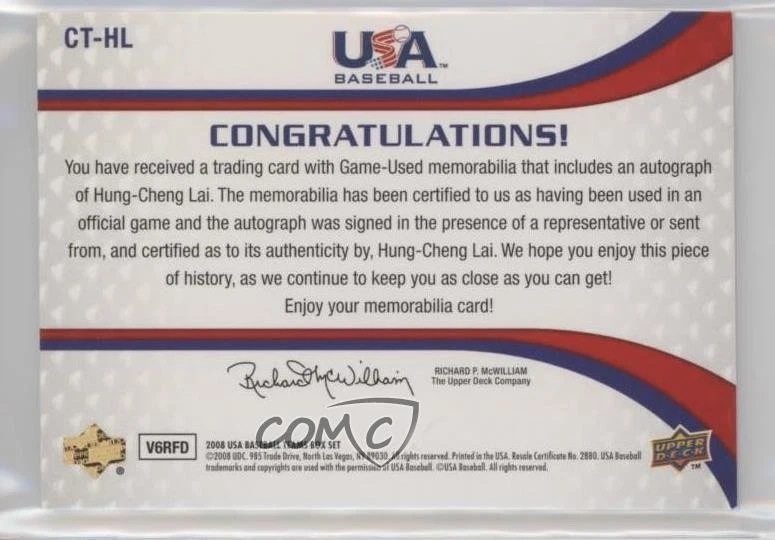 CT-HL
USA
BASEBALL
™
CONGRATULATIONS!
You have received a trading card with Game-Used memorabilia that includes an autograph
of Hung-Cheng Lai. The memorabilia has been certified to us as having been used in an
official game and the autograph was signed in the presence of a representative or sent
from, and certified as to its authenticity by, Hung-Cheng Lai. We hope you enjoy this piece
of history, as we continue to keep you as close as you can get!
Enjoy your memorabilia card!
Richard McWilliam
RICHARD P. McWILLIAM
The Upper Deck Company
COMC
V6RFD
2008 USA BASEBALL TEAMS BOX SET
©2008 UDC. 985 Trade Drive, North Las Vegas, NV 89030. All rights reserved. Printed in the USA. Resale Certificate No. 2880. USA Baseball
trademarks and copyrights are used with the permission of USA Baseball. ©USA Baseball. All rights reserved.
®
UPPER
DECK
™